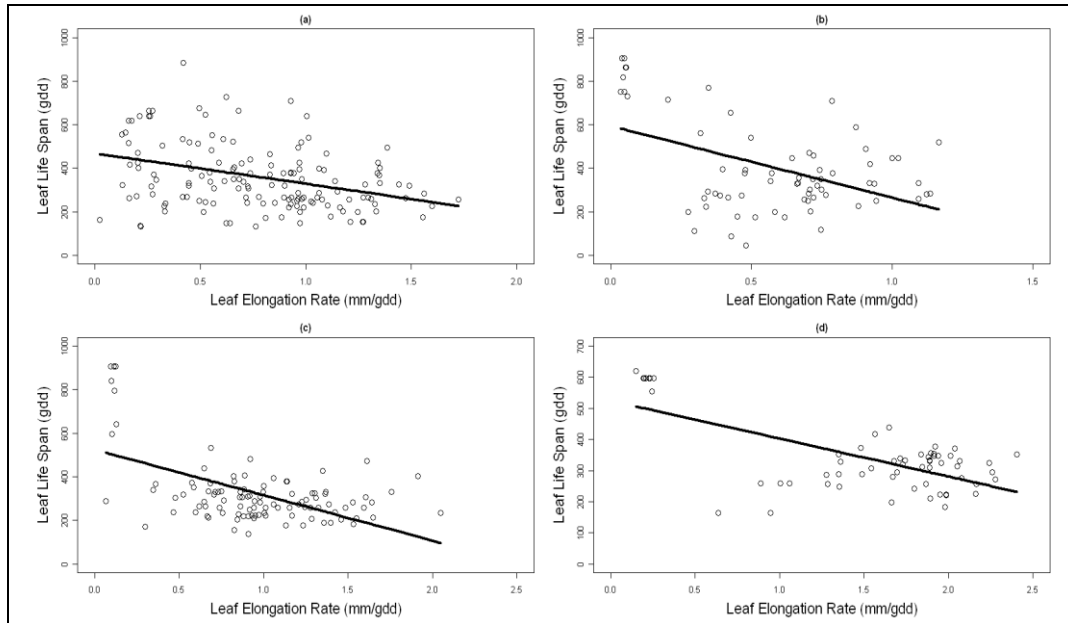 (a)
1000
800
600
400
200
0
Leaf Life Span (gdd)
0.0 0.5 1.0 1.5 2.0
Leaf Elongation Rate (mm/gdd)
(b)
1000
800
600
400
200
0
Leaf Life Span (gdd)
0.0 0.5 1.0 1.5
Leaf Elongation Rate (mm/gdd)
(c)
1000
800
600
400
200
0
Leaf Life Span (gdd)
0.0 0.5 1.0 1.5 2.0 2.5
Leaf Elongation Rate (mm/gdd)
(d)
700
600
500
400
300
200
100
0
Leaf Life Span (gdd)
0.0 0.5 1.0 1.5 2.0 2.5
Leaf Elongation Rate (mm/gdd)